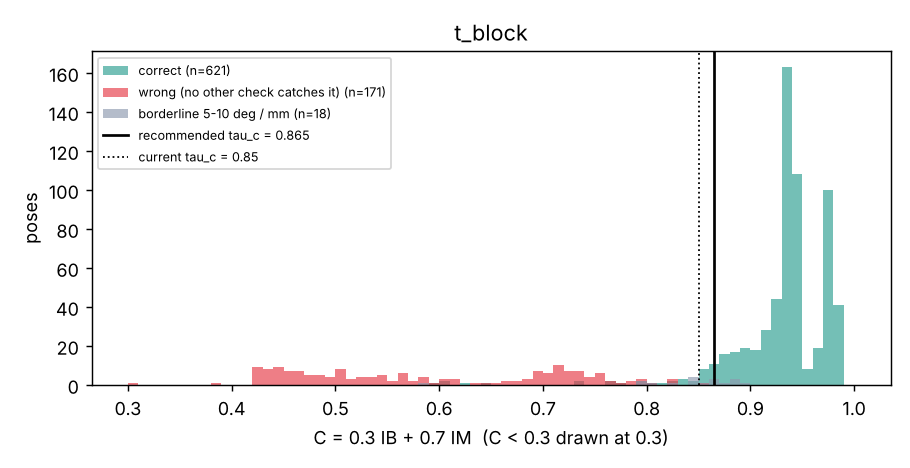 t_block
correct (n=621)
wrong (no other check catches it) (n=171)
borderline 5-10 deg / mm (n=18)
recommended tau_c = 0.865
current tau_c = 0.85
poses
160
140
120
100
80
60
40
20
0
0.3 0.4 0.5 0.6 0.7 0.8 0.9 1.0
C = 0.3 IB + 0.7 IM (C < 0.3 drawn at 0.3)